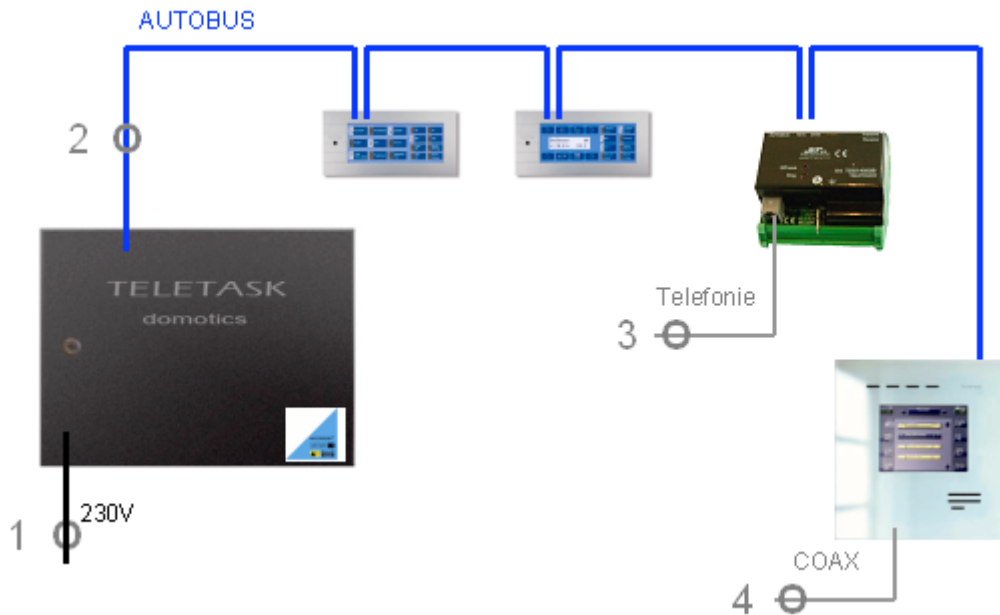 AUTOBUS
2
TELETASK
domotics
Telefonie
3
230V
1
COAX
4